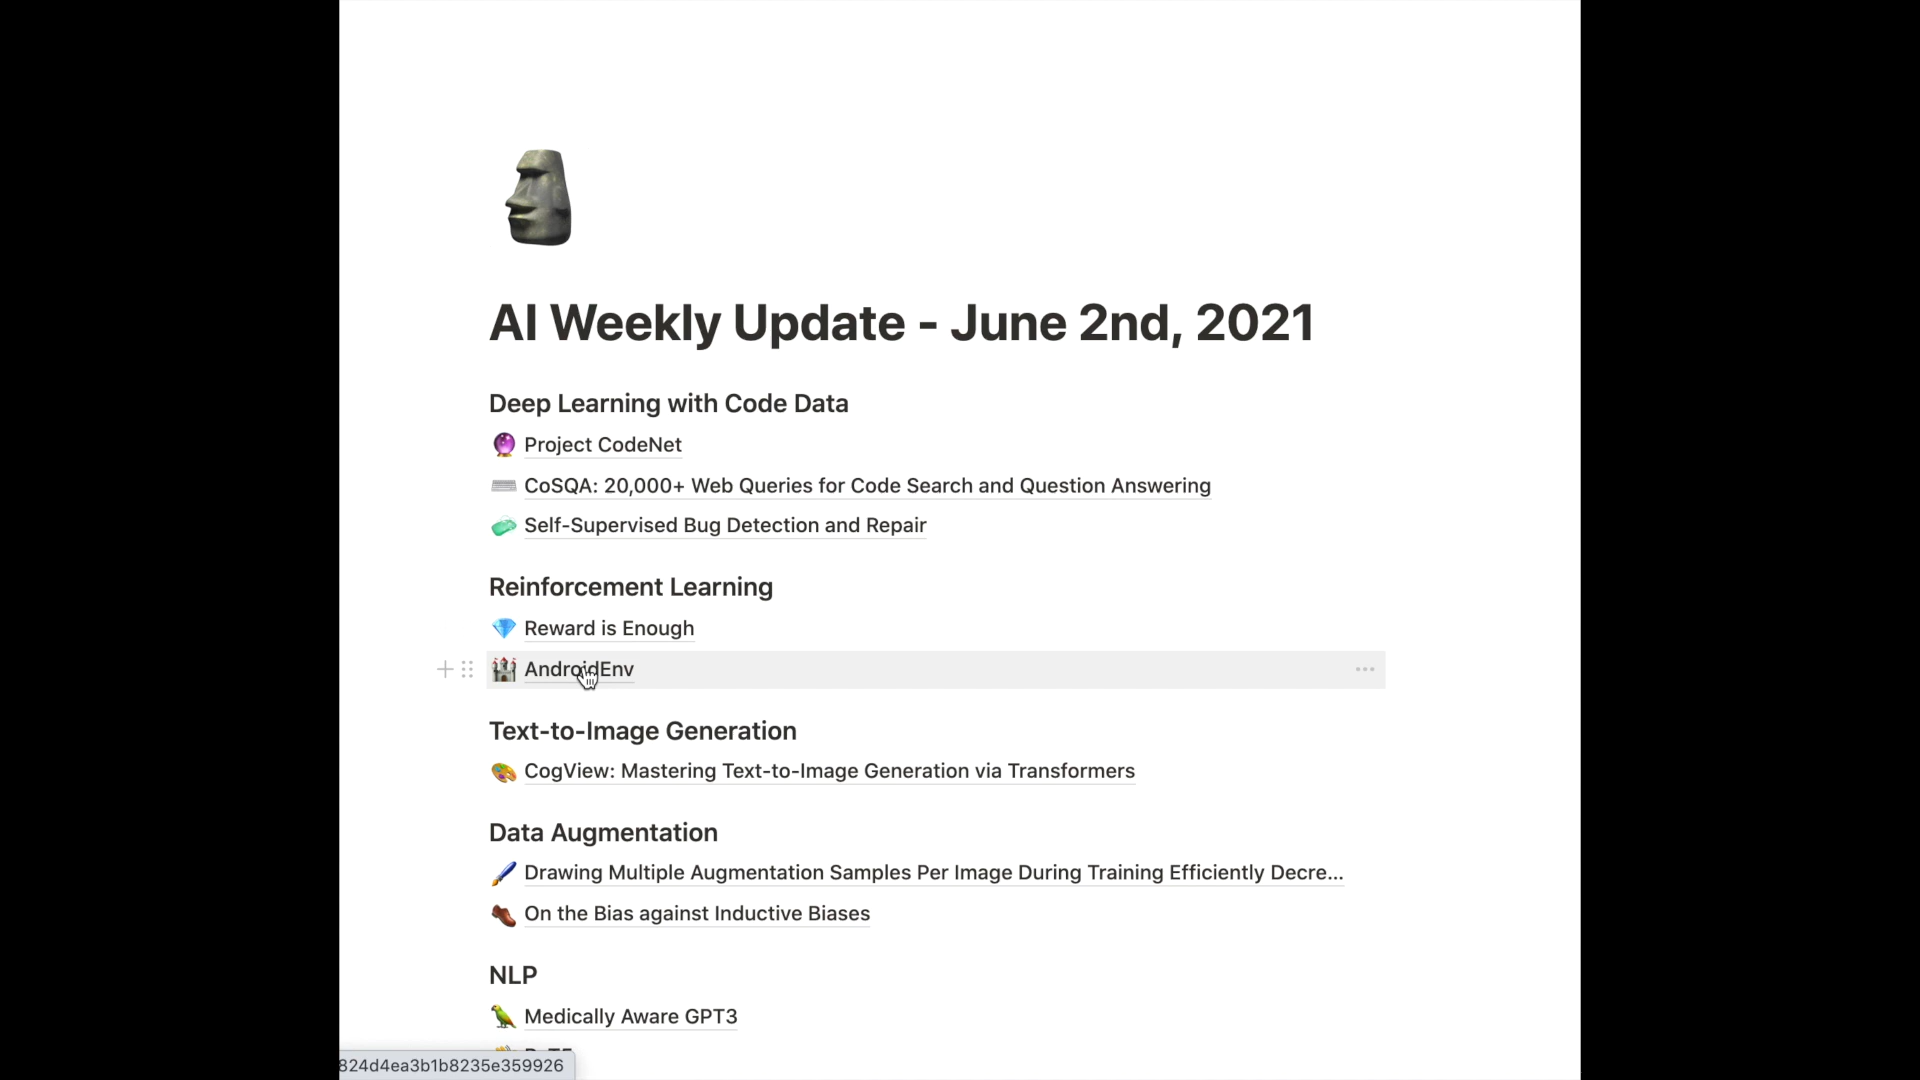 AI Weekly Update - June 2nd, 2021
Deep Learning with Code Data
Project CodeNet
CoSQA: 20,000+ Web Queries for Code Search and Question Answering
Self-Supervised Bug Detection and Repair
Reinforcement Learning
Reward is Enough
AndroidEnv
Text-to-Image Generation
CogView: Mastering Text-to-Image Generation via Transformers
Data Augmentation
Drawing Multiple Augmentation Samples Per Image During Training Efficiently Decre...
On the Bias against Inductive Biases
NLP
Medically Aware GPT3
824d4ea3b1b8235e359926